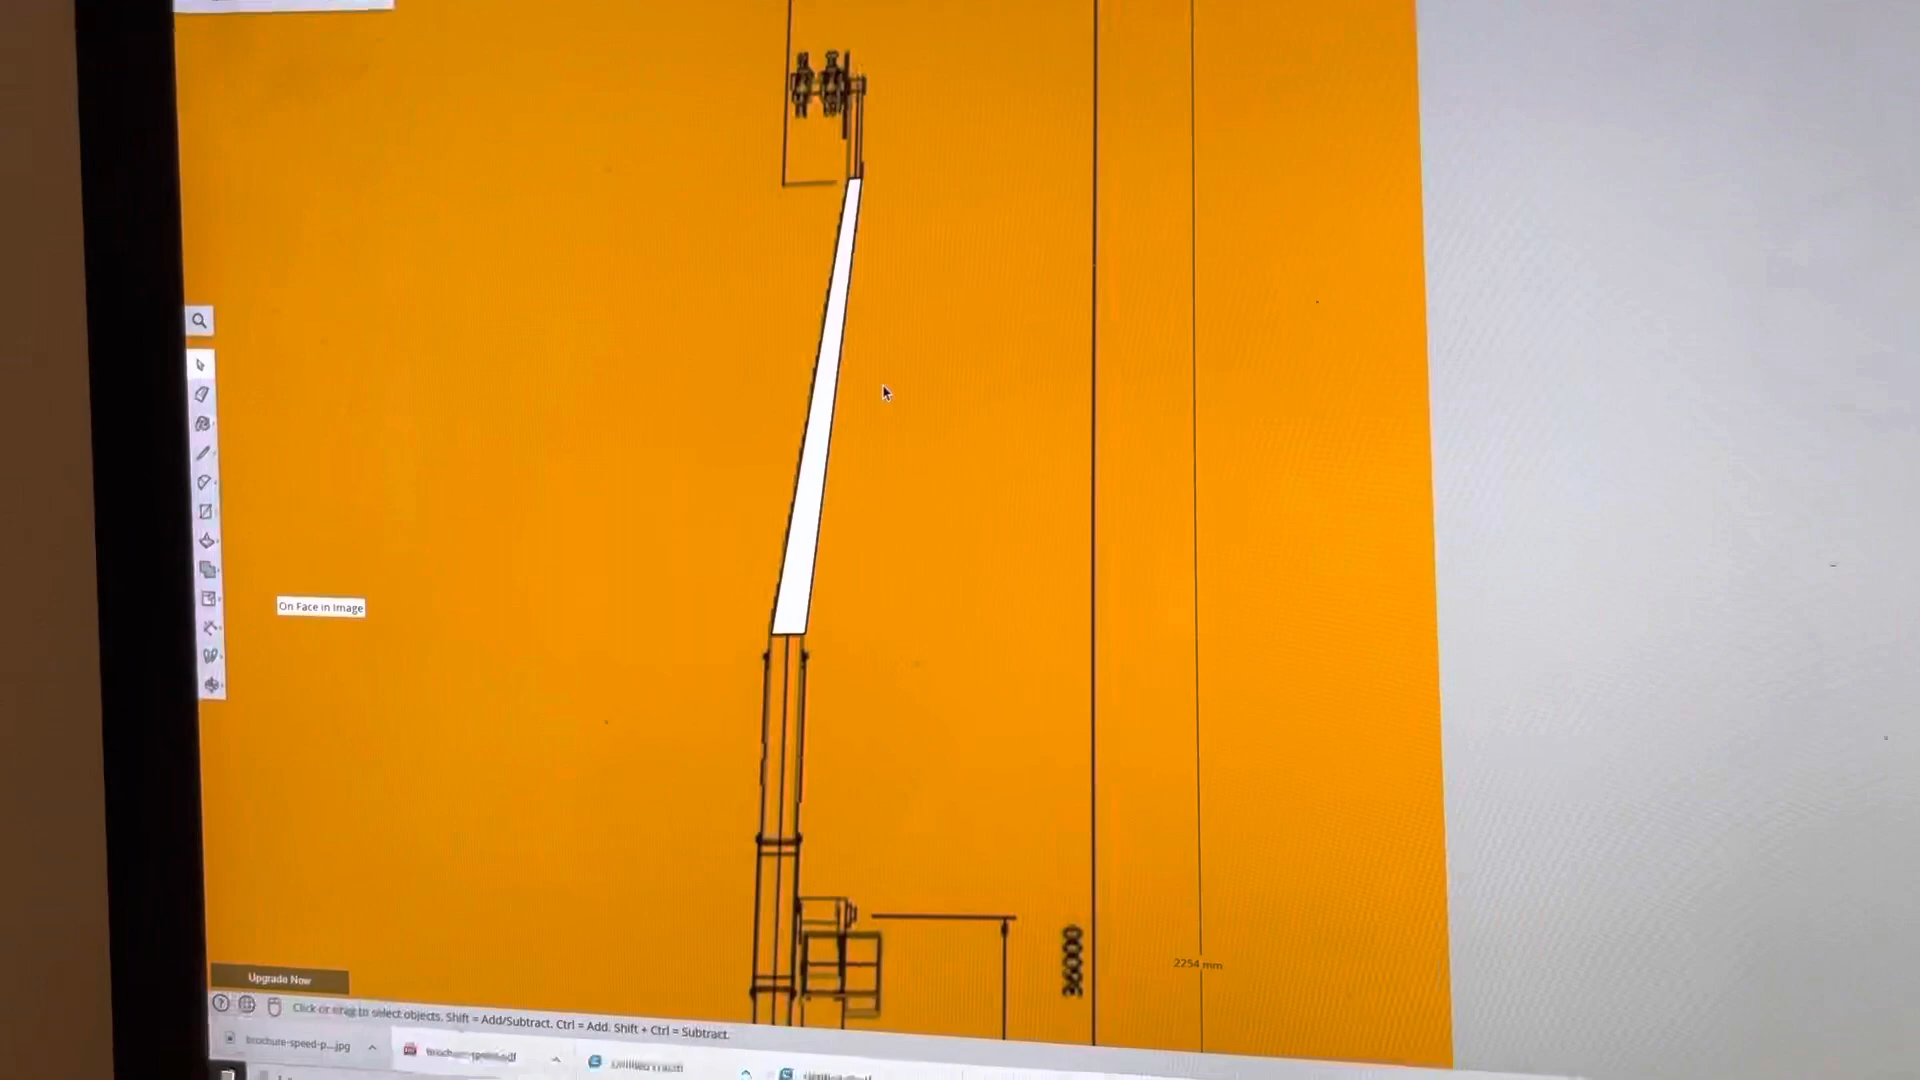 On Face in Image
36000
2254 mm
Upgrade Now
Click or drag to select objects. Shift = Add/Subtract. Ctrl = Add. Shift + Ctrl = Subtract.
brochure-speed-p...jpg